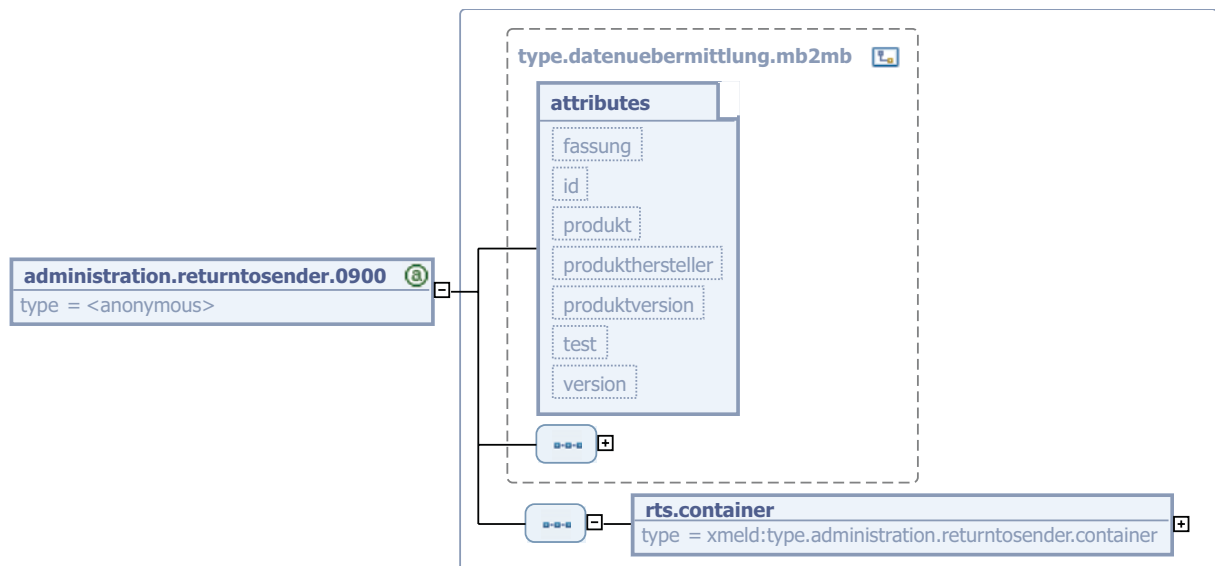 type.datenuebermittlung.mb2mb
attributes
fassung
id
produkt
produkthersteller
produktversion
test
version
administration.returntosender.0900
type = <anonymous>
rts.container
type = xmeld:type.administration.returntosender.container